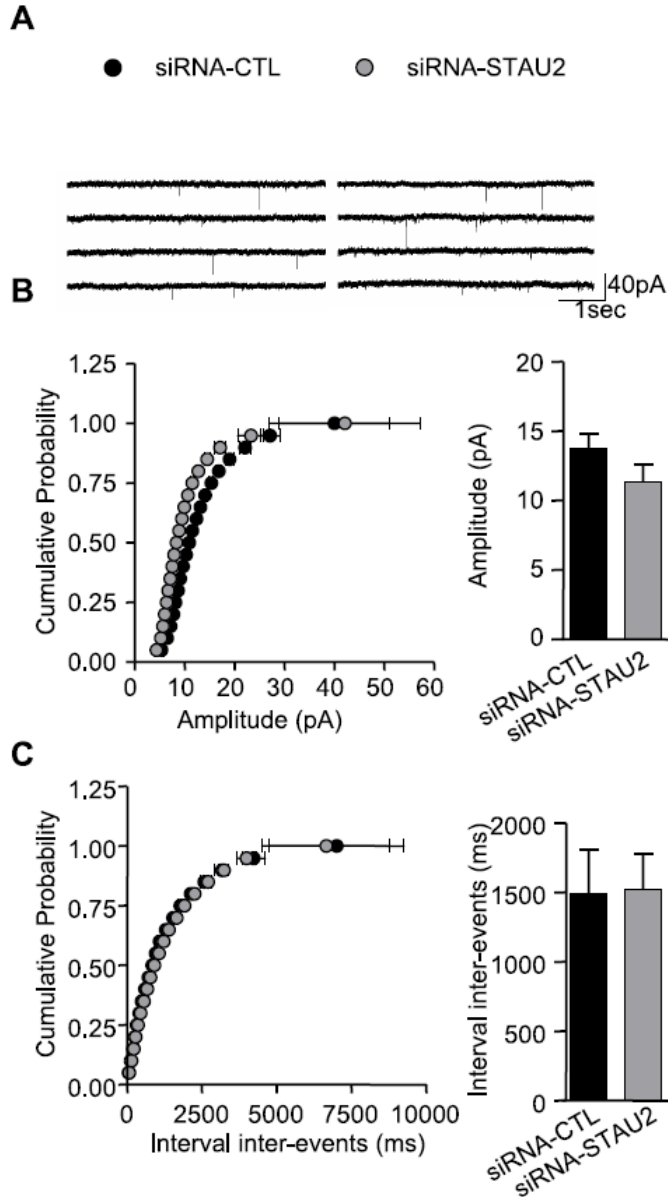 A
siRNA-CTL siRNA-STAU2
40pA
1sec
B
1.25
1.00
0.75
0.50
0.25
0.00
Cumulative Probability
0 10 20 30 40 50 60
Amplitude (pA)
20
15
10
5
0
Amplitude (pA)
siRNA-CTL
siRNA-STAU2
C
1.25
1.00
0.75
0.50
0.25
0.00
Cumulative Probability
0 2500 5000 7500 10000
Interval inter-events (ms)
2000
1500
1000
500
0
Interval inter-events (ms)
siRNA-CTL
siRNA-STAU2